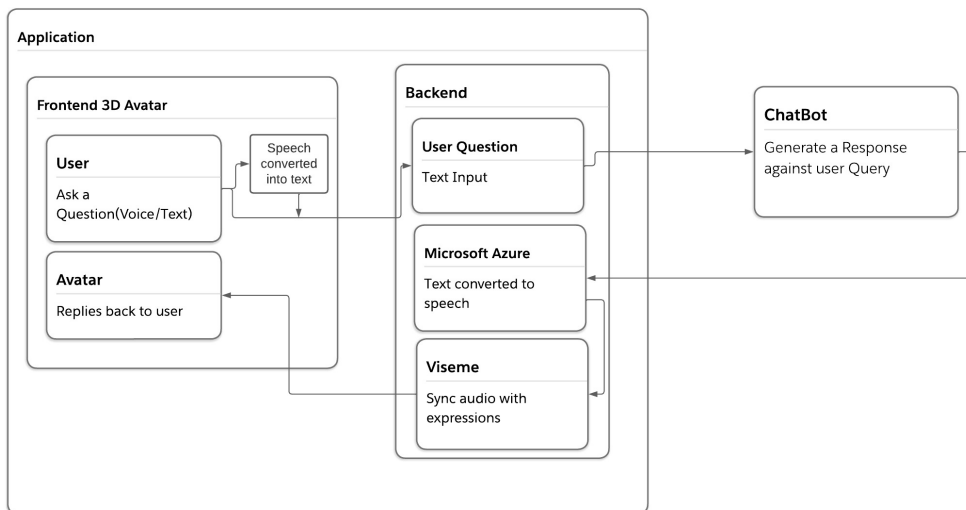 Application
Frontend 3D Avatar
User
Ask a
Question(Voice/Text)
Speech
converted
into text
Avatar
Replies back to user
Backend
User Question
Text Input
Microsoft Azure
Text converted to
speech
Viseme
Sync audio with
expressions
ChatBot
Generate a Response
against user Query